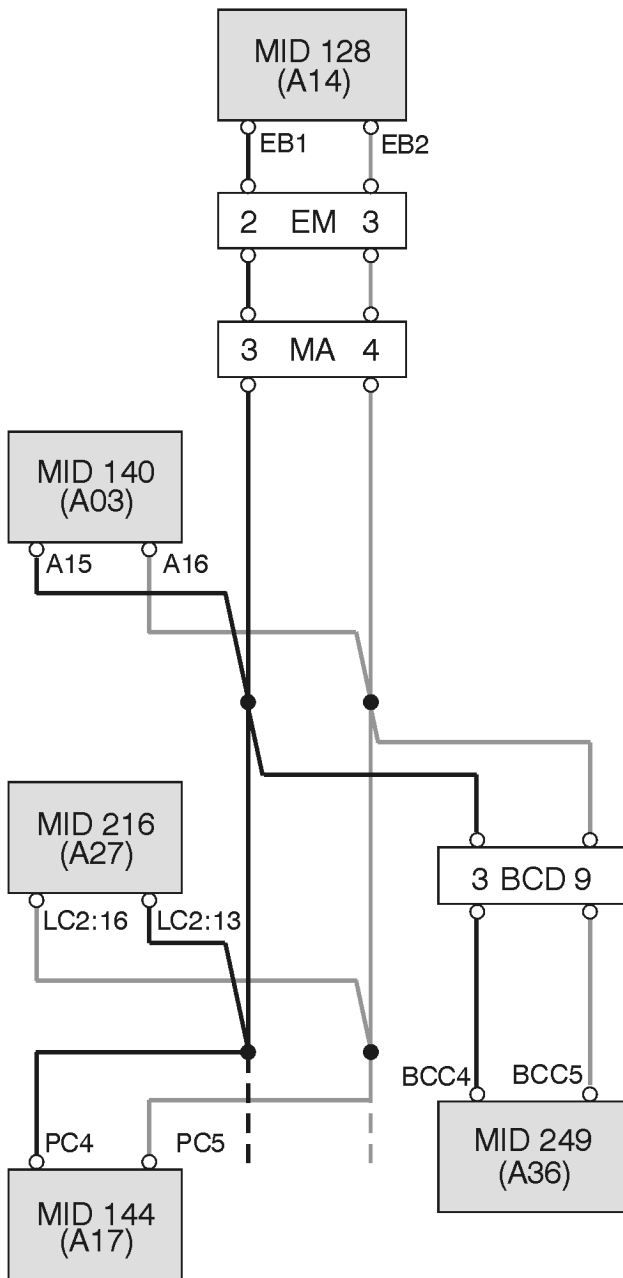 MID 128
(A14)
EB1 EB2
2 EM 3
3 MA 4
MID 140
(A03)
A15 A16
MID 216
(A27)
LC2:16 LC2:13
3 BCD 9
BCC4 BCC5
MID 249
(A36)
PC4 PC5
MID 144
(A17)